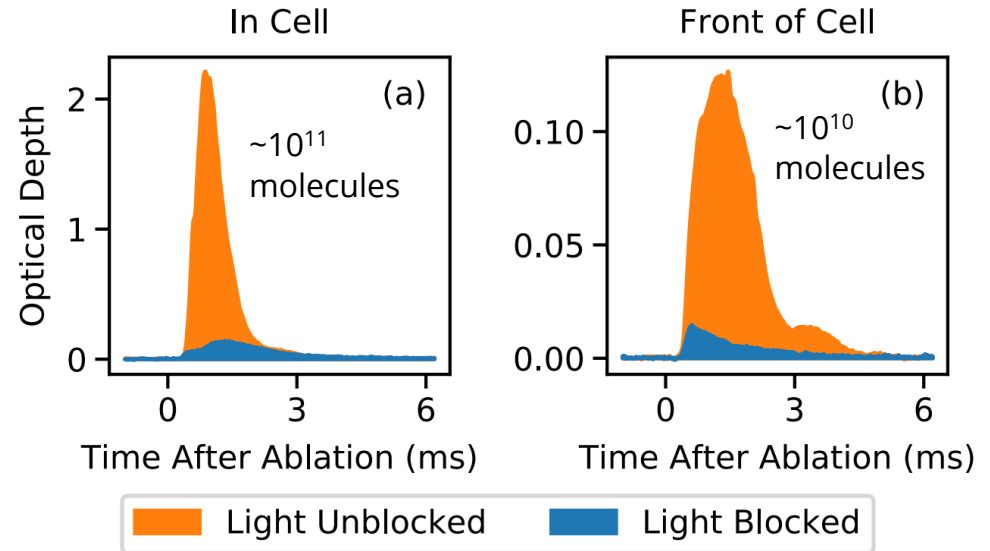 In Cell
Front of Cell
Optical Depth
2
1
0
(a)
~10¹¹
molecules
0 3 6
Time After Ablation (ms)
0.10
0.05
0.00
(b)
~10¹⁰
molecules
0 3 6
Time After Ablation (ms)
Light Unblocked
Light Blocked